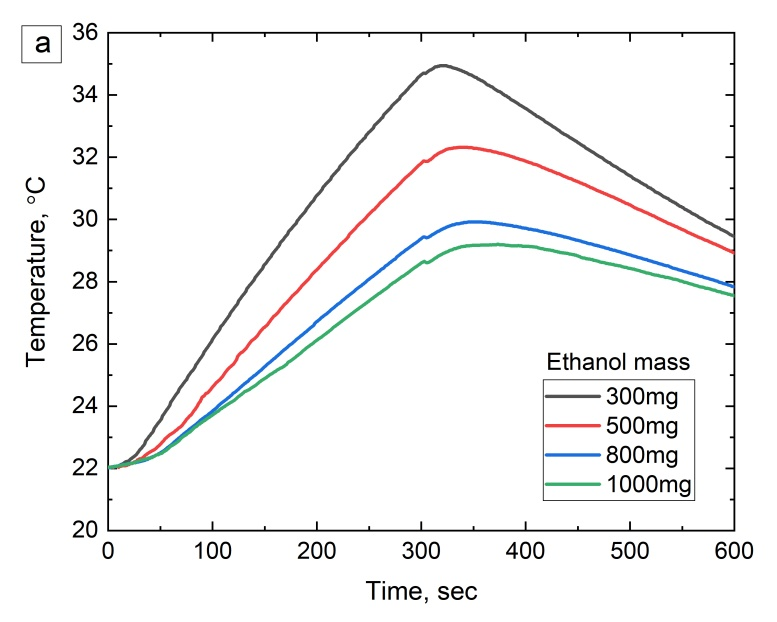 a
36
34
32
30
28
26
24
22
20
Temperature, °C
0 100 200 300 400 500 600
Time, sec
Ethanol mass
300mg
500mg
800mg
1000mg